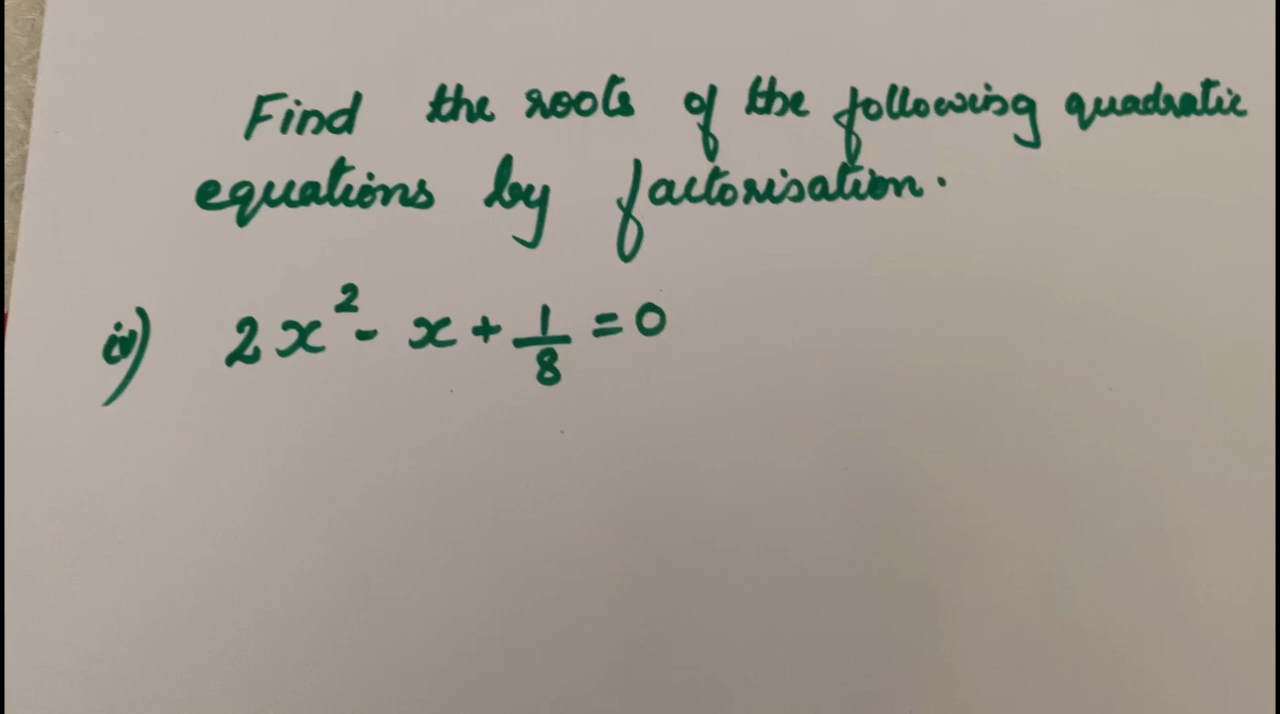 Find the roots of the following quadratic
equations by factorisation.
iv) 2x² - x + 1/8 = 0